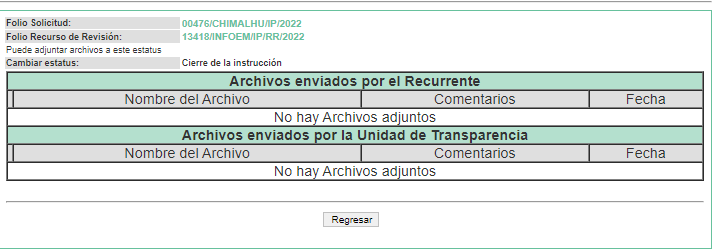 Folio Solicitud: 00476/CHIMALHU/IP/2022
Folio Recurso de Revisión: 13418/INFOEM/IP/RR/2022
Puede adjuntar archivos a este estatus
Cambiar estatus: Cierre de la instrucción
Archivos enviados por el Recurrente
Nombre del Archivo Comentarios Fecha
No hay Archivos adjuntos
Archivos enviados por la Unidad de Transparencia
Nombre del Archivo Comentarios Fecha
No hay Archivos adjuntos
Regresar